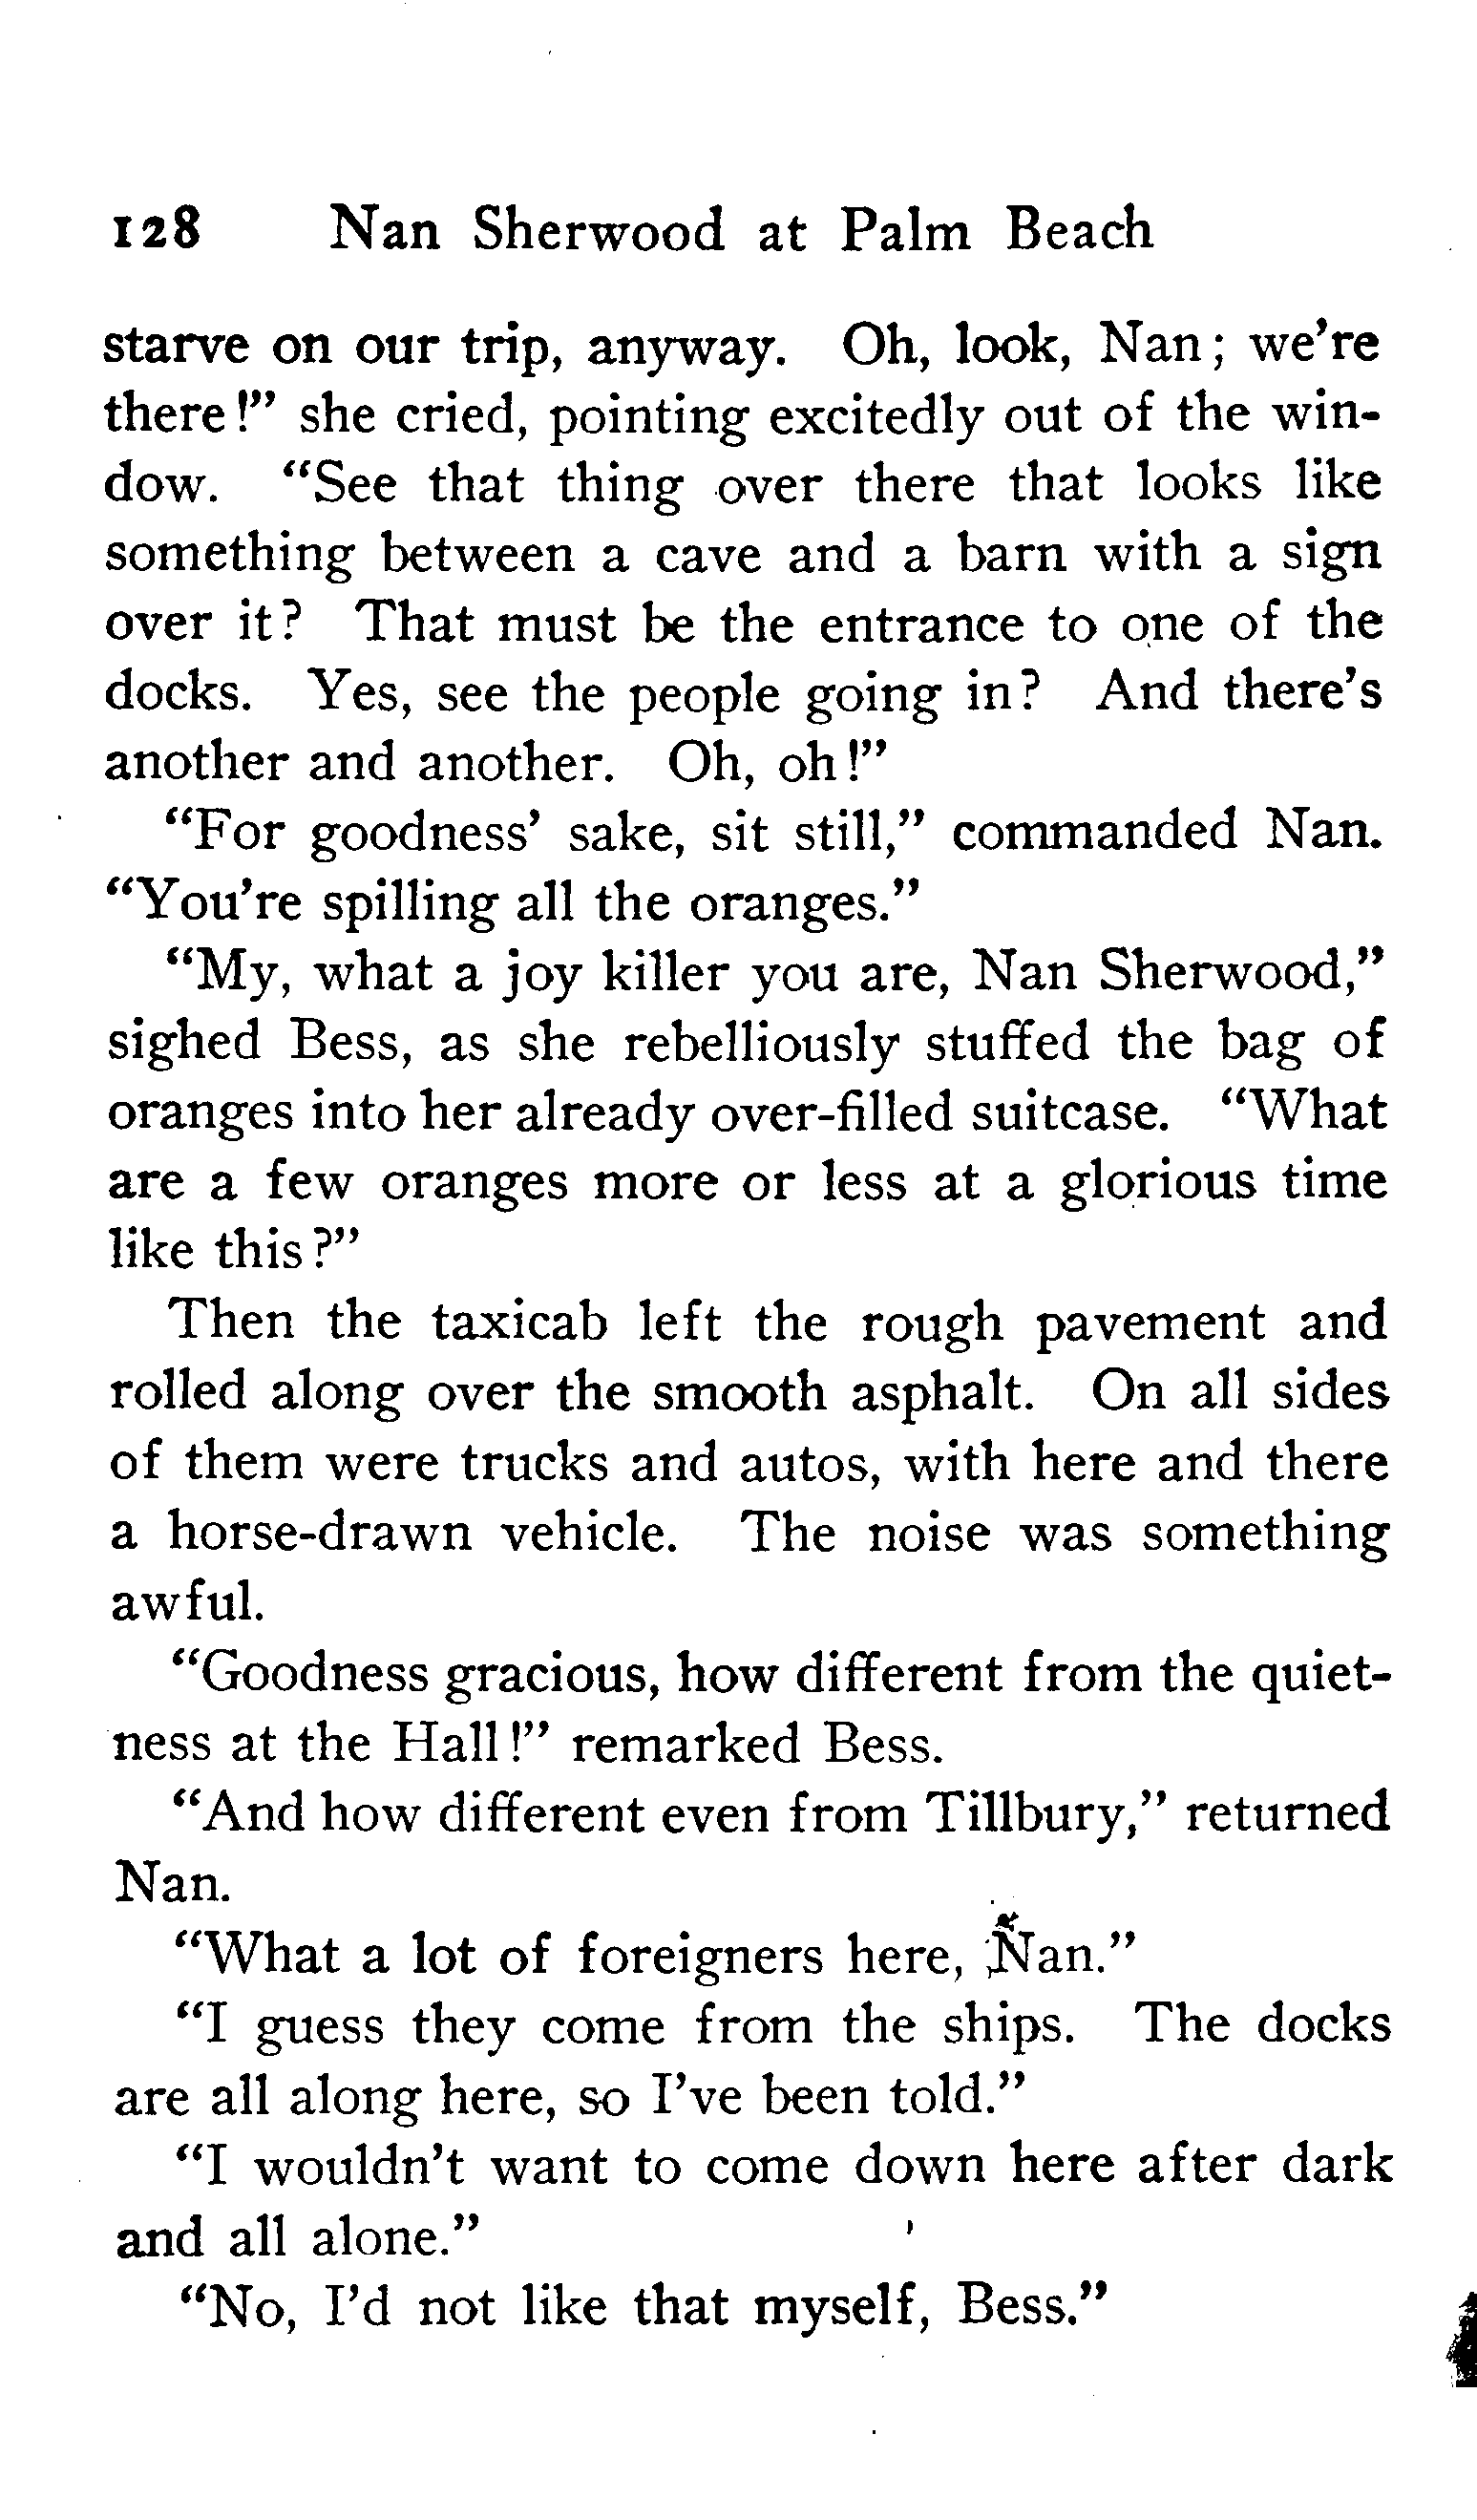 128 Nan Sherwood at Palm Beach
starve on our trip, anyway. Oh, look, Nan; we're
there!" she cried, pointing excitedly out of the win-
dow. "See that thing over there that looks like
something between a cave and a barn with a sign
over it? That must be the entrance to one of the
docks. Yes, see the people going in? And there's
another and another. Oh, oh!"
"For goodness' sake, sit still," commanded Nan.
"You're spilling all the oranges."
"My, what a joy killer you are, Nan Sherwood,"
sighed Bess, as she rebelliously stuffed the bag of
oranges into her already over-filled suitcase. "What
are a few oranges more or less at a glorious time
like this?"
Then the taxicab left the rough pavement and
rolled along over the smooth asphalt. On all sides
of them were trucks and autos, with here and there
a horse-drawn vehicle. The noise was something
awful.
"Goodness gracious, how different from the quiet-
ness at the Hall!" remarked Bess.
"And how different even from Tillbury," returned
Nan.
"What a lot of foreigners here, Nan."
"I guess they come from the ships. The docks
are all along here, so I've been told."
"I wouldn't want to come down here after dark
and all alone."
"No, I'd not like that myself, Bess."